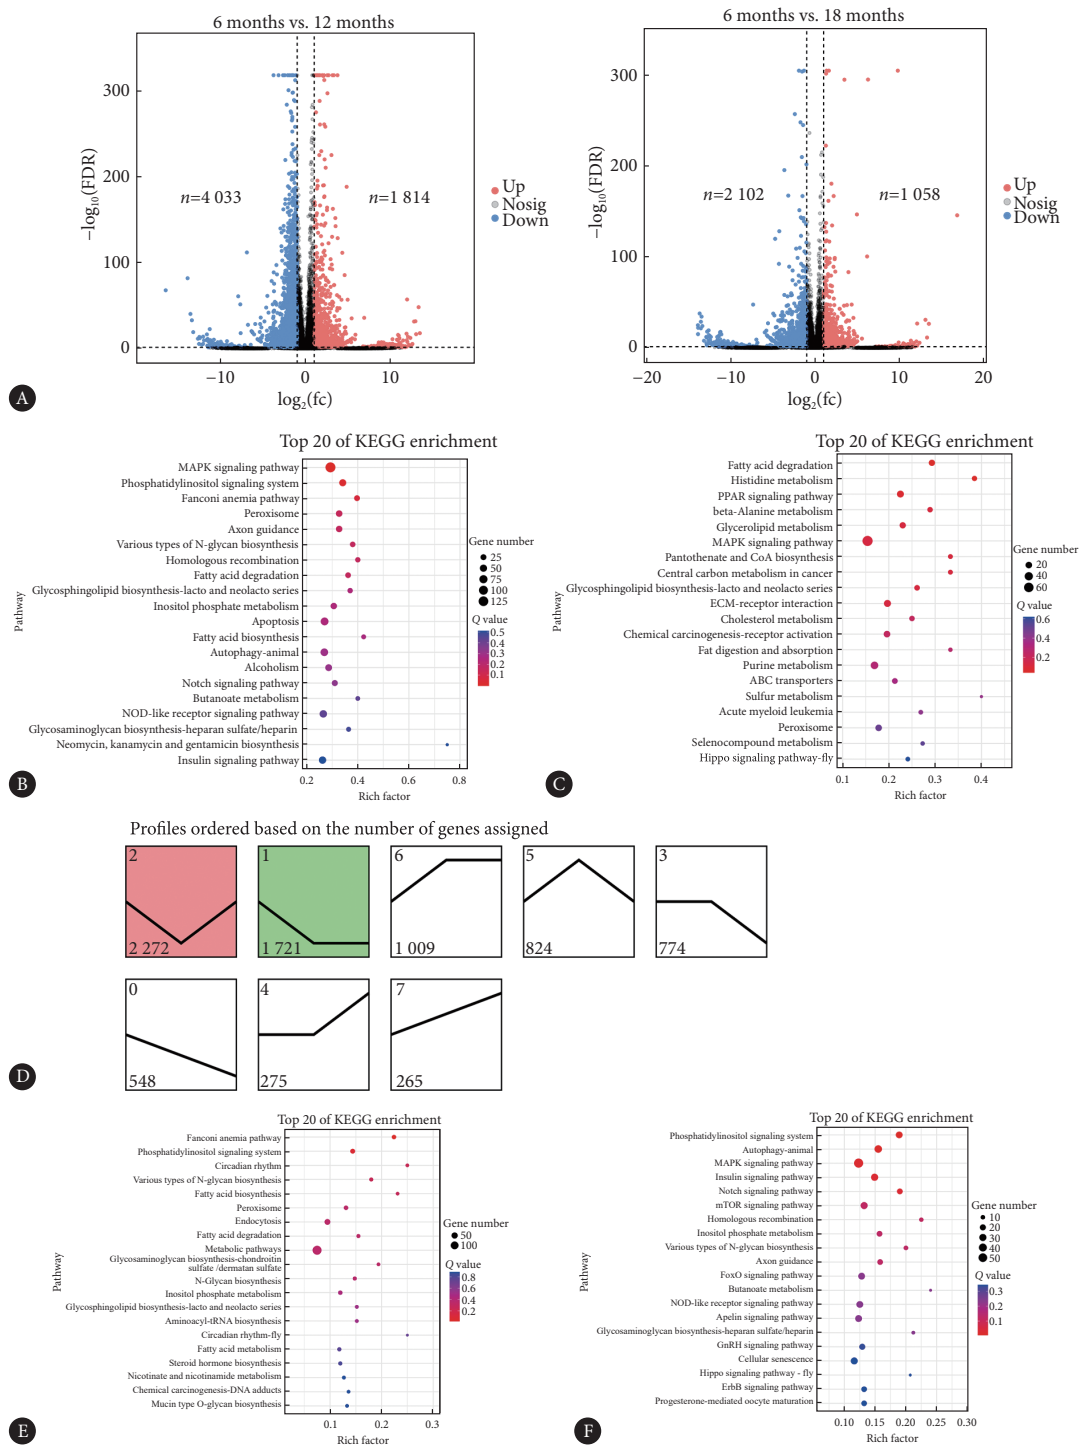 6 months vs. 12 months
−log10(FDR)
300
200
100
0
n=4 033
n=1 814
Up
Nosig
Down
−10
0
10
log2(fc)
A
6 months vs. 18 months
−log10(FDR)
300
200
100
0
n=2 102
n=1 058
Up
Nosig
Down
−20
−10
0
10
20
log2(fc)
Top 20 of KEGG enrichment
Pathway
MAPK signaling pathway
Phosphatidylinositol signaling system
Fanconi anemia pathway
Peroxisome
Axon guidance
Various types of N-glycan biosynthesis
Homologous recombination
Fatty acid degradation
Glycosphingolipid biosynthesis-lacto and neolacto series
Inositol phosphate metabolism
Apoptosis
Fatty acid biosynthesis
Autophagy-animal
Alcoholism
Notch signaling pathway
Butanoate metabolism
NOD-like receptor signaling pathway
Glycosaminoglycan biosynthesis-heparan sulfate/heparin
Neomycin, kanamycin and gentamicin biosynthesis
Insulin signaling pathway
0.2
0.4
0.6
0.8
Rich factor
Gene number
25
50
75
100
125
Q value
0.5
0.4
0.3
0.2
0.1
B
Top 20 of KEGG enrichment
Pathway
Fatty acid degradation
Histidine metabolism
PPAR signaling pathway
beta-Alanine metabolism
Glycerolipid metabolism
MAPK signaling pathway
Pantothenate and CoA biosynthesis
Central carbon metabolism in cancer
Glycosphingolipid biosynthesis-lacto and neolacto series
ECM-receptor interaction
Cholesterol metabolism
Chemical carcinogenesis-receptor activation
Fat digestion and absorption
Purine metabolism
ABC transporters
Sulfur metabolism
Acute myeloid leukemia
Peroxisome
Selenocompound metabolism
Hippo signaling pathway-fly
0.1
0.2
0.3
0.4
Rich factor
Gene number
20
40
60
Q value
0.6
0.4
0.2
C
Profiles ordered based on the number of genes assigned
2
2 272
1
1 721
6
1 009
5
824
3
774
0
548
4
275
7
265
D
Top 20 of KEGG enrichment
Pathway
Fanconi anemia pathway
Phosphatidylinositol signaling system
Circadian rhythm
Various types of N-glycan biosynthesis
Fatty acid biosynthesis
Peroxisome
Endocytosis
Fatty acid degradation
Metabolic pathways
Glycosaminoglycan biosynthesis-chondroitin
sulfate /dermatan sulfate
N-Glycan biosynthesis
Inositol phosphate metabolism
Glycosphingolipid biosynthesis-lacto and neolacto series
Aminoacyl-tRNA biosynthesis
Circadian rhythm-fly
Fatty acid metabolism
Steroid hormone biosynthesis
Nicotinate and nicotinamide metabolism
Chemical carcinogenesis-DNA adducts
Mucin type O-glycan biosynthesis
0.1
0.2
0.3
Rich factor
Gene number
50
100
Q value
0.8
0.6
0.4
0.2
E
Top 20 of KEGG enrichment
Pathway
Phosphatidylinositol signaling system
Autophagy-animal
MAPK signaling pathway
Insulin signaling pathway
Notch signaling pathway
mTOR signaling pathway
Homologous recombination
Inositol phosphate metabolism
Various types of N-glycan biosynthesis
Axon guidance
FoxO signaling pathway
Butanoate metabolism
NOD-like receptor signaling pathway
Apelin signaling pathway
Glycosaminoglycan biosynthesis-heparan sulfate/heparin
GnRH signaling pathway
Cellular senescence
Hippo signaling pathway - fly
ErbB signaling pathway
Progesterone-mediated oocyte maturation
0.10
0.15
0.20
0.25
0.30
Rich factor
Gene number
10
20
30
40
50
Q value
0.3
0.2
0.1
F